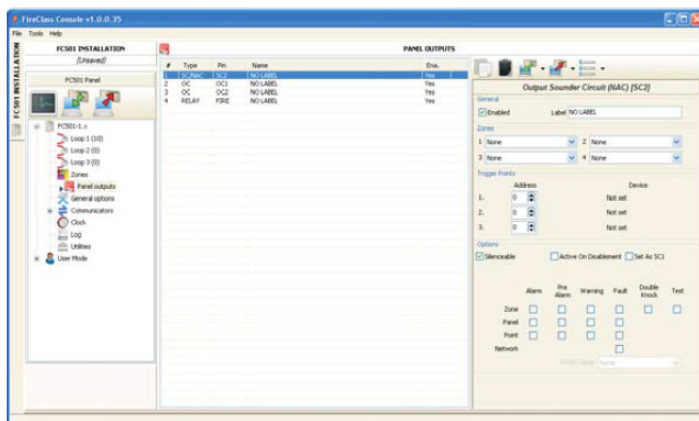 FireClass Console v1.0.0.35
File Tools Help
FC501 INSTALLATION
FC501 INSTALLATION
(Unsaved)
FC501 Panel
FC501-1.0
Loop 1 (10)
Loop 2 (0)
Loop 3 (0)
Zones
Panel outputs
General options
Communicators
Clock
Log
Utilities
User Mode
PANEL OUTPUTS
# Type Pin Name Ena.
1 SC/NAC SC2 NO LABEL Yes
2 OC OC1 NO LABEL Yes
3 OC OC2 NO LABEL Yes
4 RELAY FIRE NO LABEL Yes
Output Sounder Circuit (NAC) [SC2]
General
Enabled Label NO LABEL
Zones
1 None 2 None
3 None 4 None
Trigger Points
Address Device
1. 0 Not set
2. 0 Not set
3. 0 Not set
Options
Silenceable Active On Disablement Set As SC1
Alarm Pre Alarm Warning Fault Double Knock Test
Zone
Panel
Point
Network
Delay None